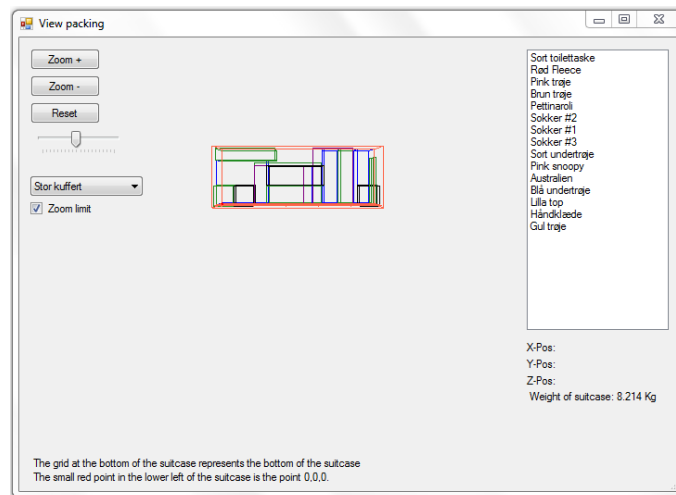 View packing
Zoom +
Zoom -
Reset
Stor kuffert
Zoom limit
Sort toilettaske
Rød Fleece
Pink trøje
Brun trøje
Pettinaroli
Sokker #2
Sokker #1
Sokker #3
Sort undertrøje
Pink snoopy
Australien
Blå undertrøje
Lilla top
Håndklæde
Gul trøje
X-Pos:
Y-Pos:
Z-Pos:
Weight of suitcase: 8.214 Kg
The grid at the bottom of the suitcase represents the bottom of the suitcase
The small red point in the lower left of the suitcase is the point 0,0,0.